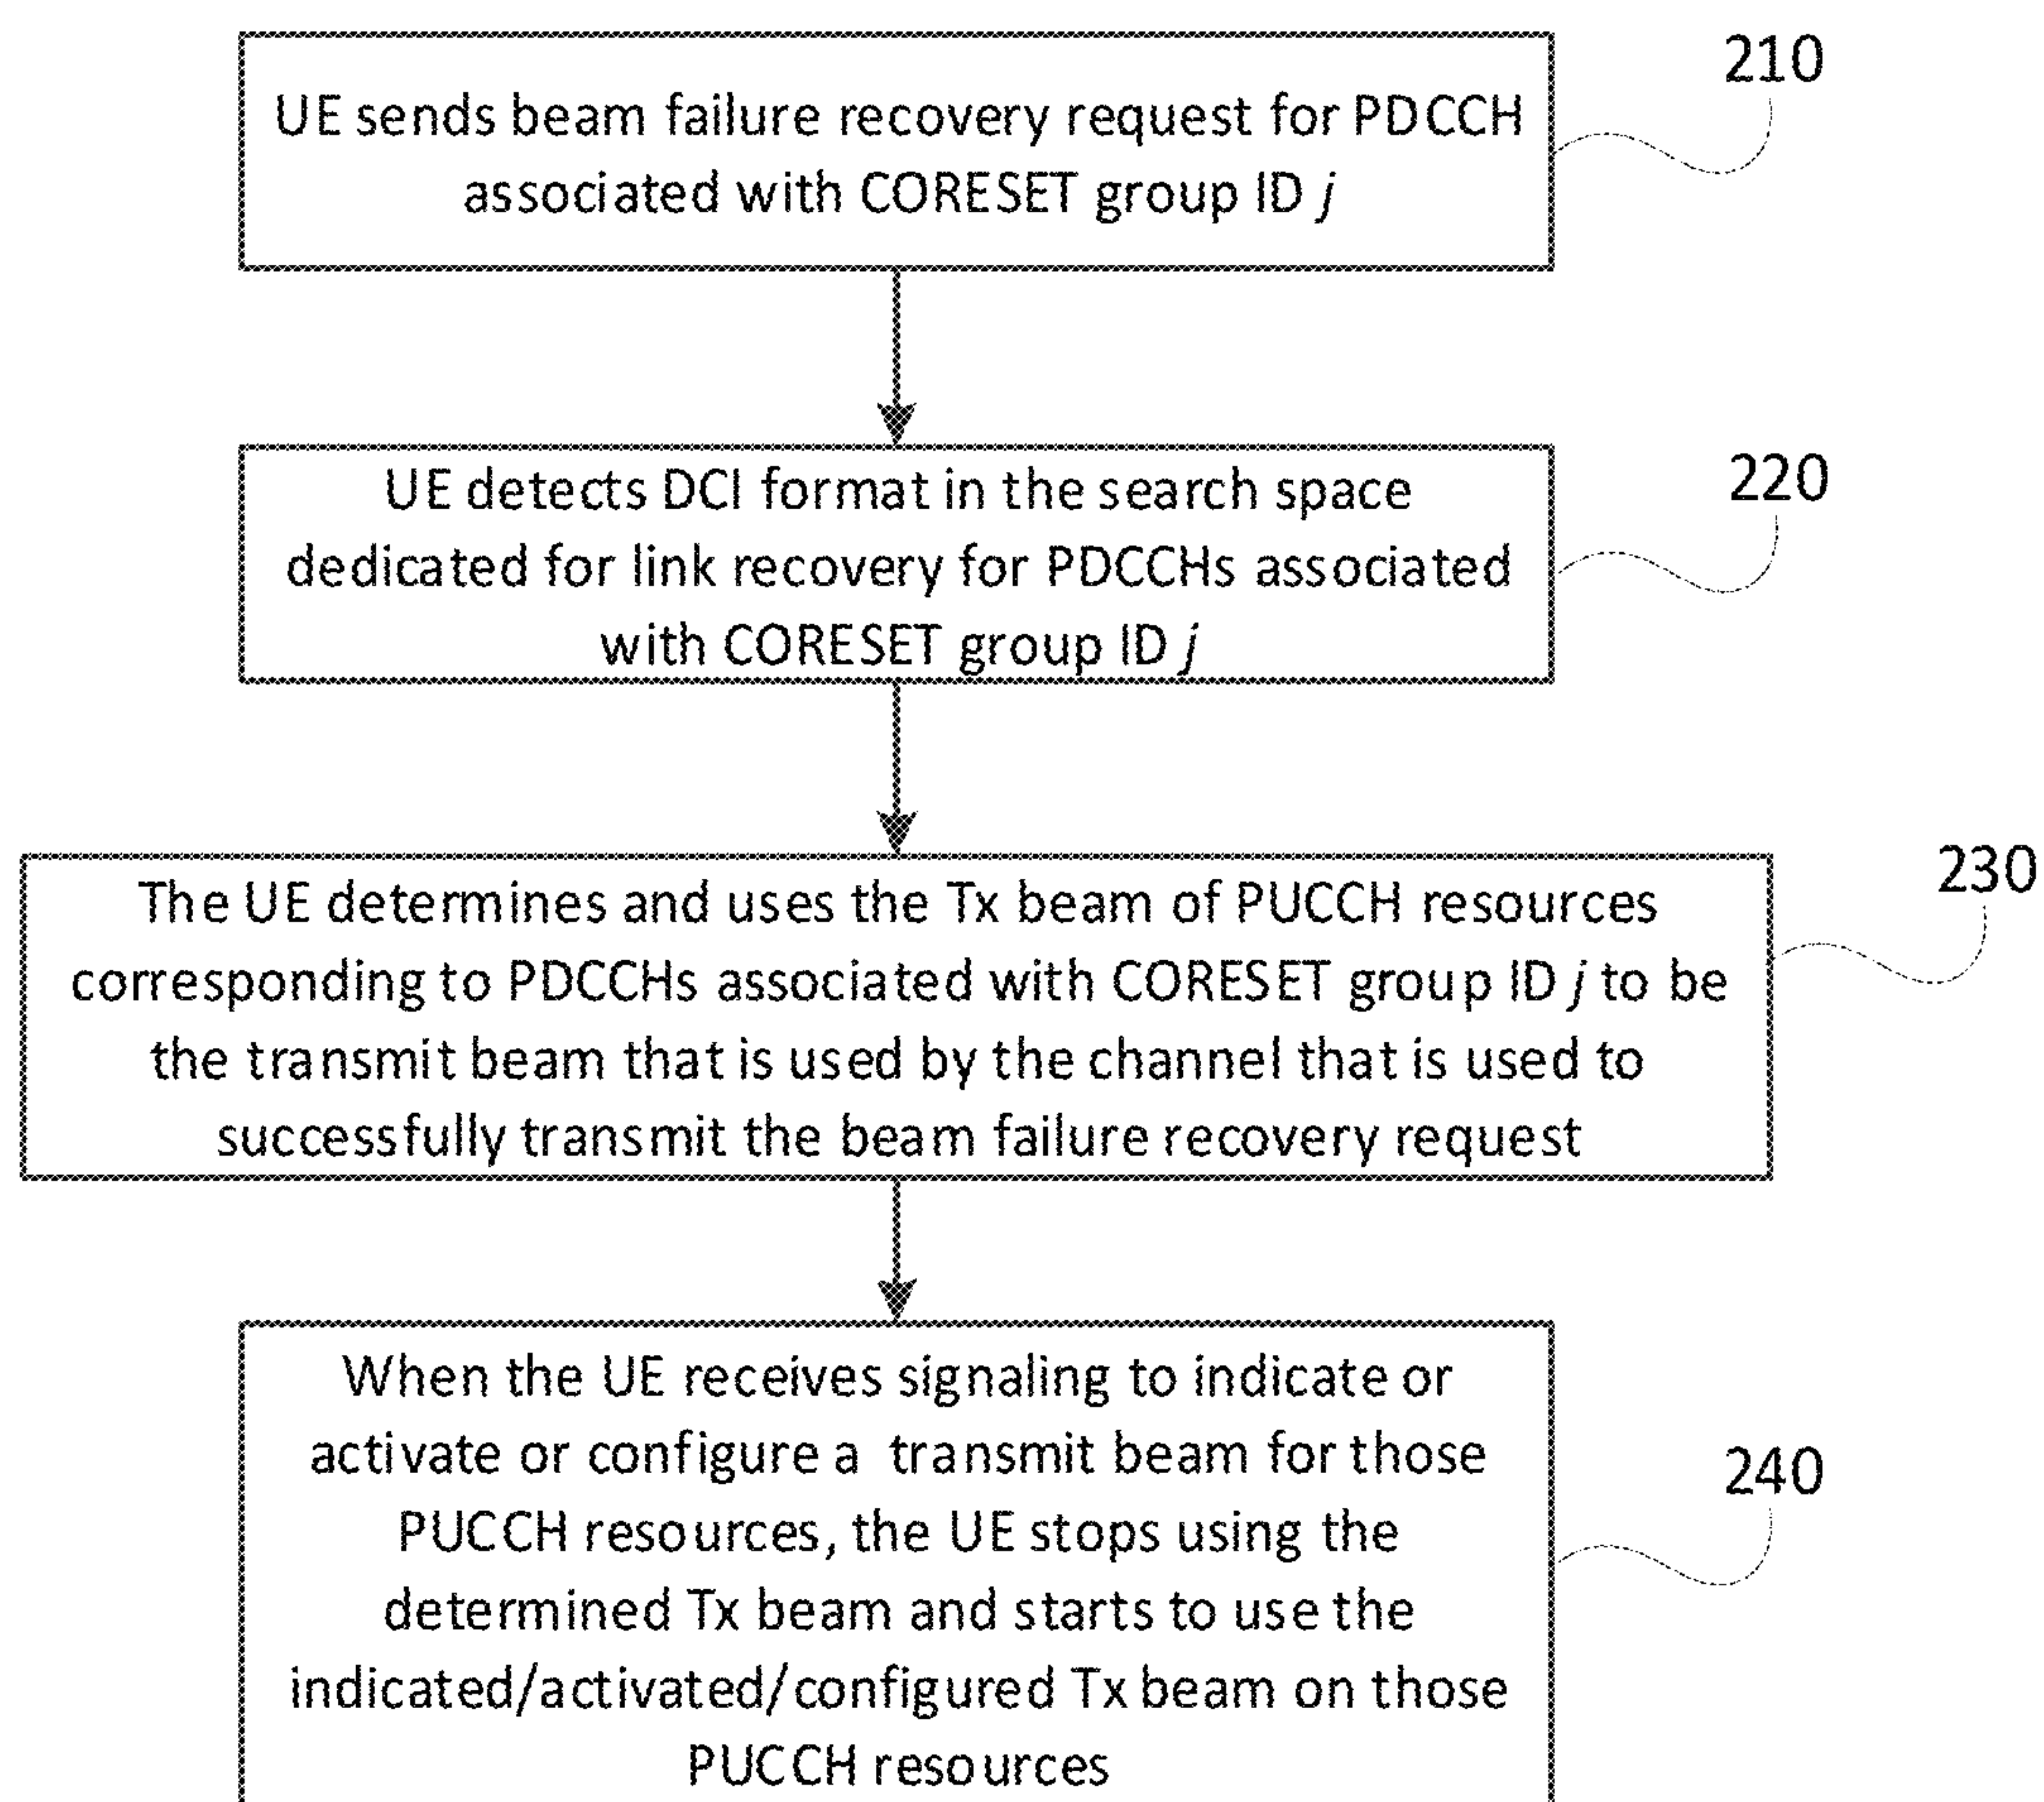 UE sends beam failure recovery request for PDCCH
associated with CORESET group ID j
210
UE detects DCI format in the search space
dedicated for link recovery for PDCCHs associated
with CORESET group ID j
220
The UE determines and uses the Tx beam of PUCCH resources
corresponding to PDCCHs associated with CORESET group ID j to be
the transmit beam that is used by the channel that is used to
successfully transmit the beam failure recovery request
230
When the UE receives signaling to indicate or
activate or configure a transmit beam for those
PUCCH resources, the UE stops using the
determined Tx beam and starts to use the
indicated/activated/configured Tx beam on those
PUCCH resources
240